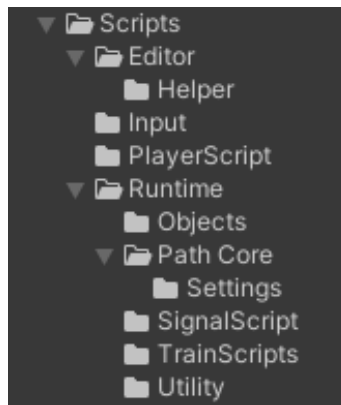 Scripts
Editor
Helper
Input
PlayerScript
Runtime
Objects
Path Core
Settings
SignalScript
TrainScripts
Utility